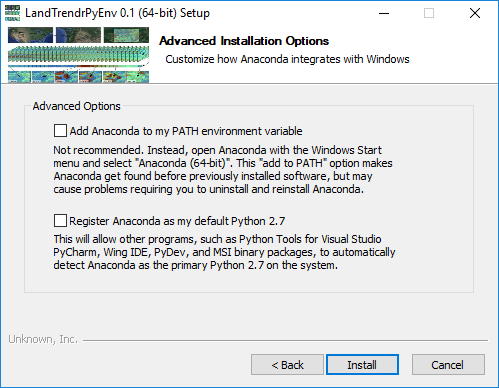 LandTrendrPyEnv 0.1 (64-bit) Setup
Advanced Installation Options
Customize how Anaconda integrates with Windows
Advanced Options
Add Anaconda to my PATH environment variable
Not recommended. Instead, open Anaconda with the Windows Start
menu and select "Anaconda (64-bit)". This "add to PATH" option makes
Anaconda get found before previously installed software, but may
cause problems requiring you to uninstall and reinstall Anaconda.
Register Anaconda as my default Python 2.7
This will allow other programs, such as Python Tools for Visual Studio
PyCharm, Wing IDE, PyDev, and MSI binary packages, to automatically
detect Anaconda as the primary Python 2.7 on the system.
Unknown, Inc.
< Back
Install
Cancel